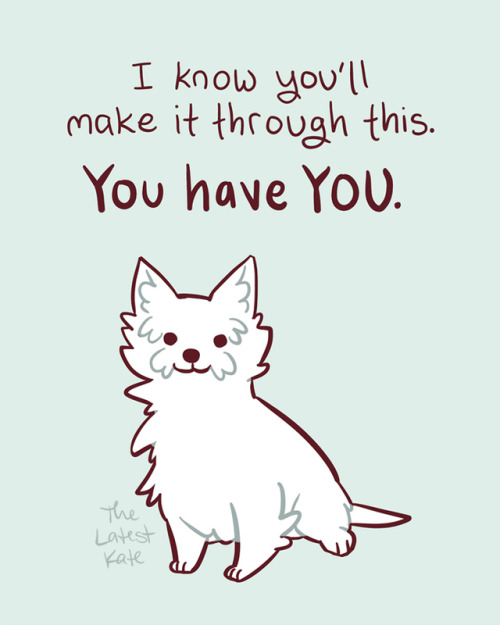 I know you'll
make it through this.
You have YOU.
The
Latest
Kate